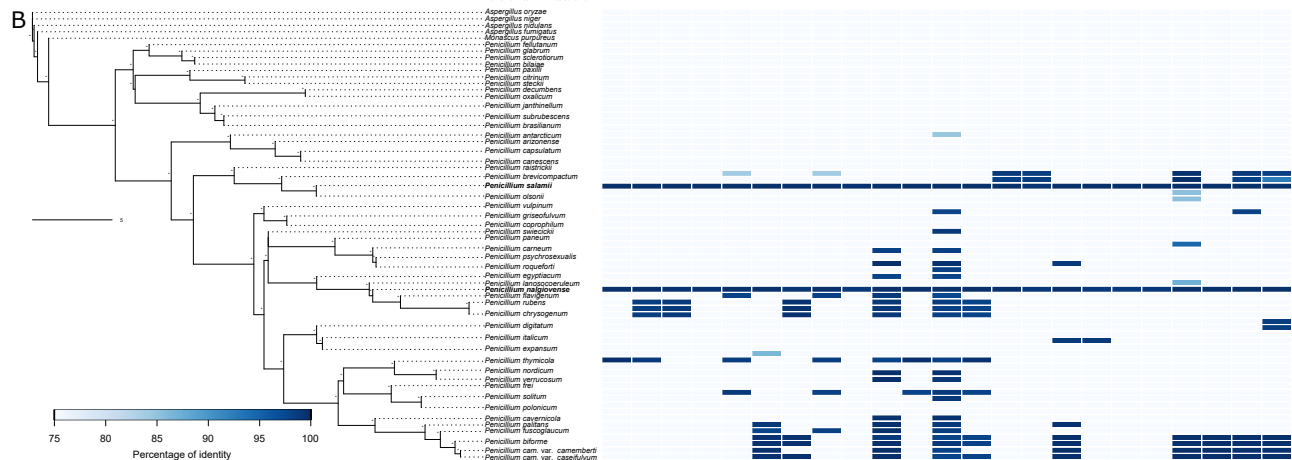 B
Aspergillus oryzae
Aspergillus niger
Aspergillus nidulans
Aspergillus fumigatus
Monascus purpureus
Penicillium fellutanum
Penicillium glabrum
Penicillium sclerotiorum
Penicillium bilaiae
Penicillium paxilli
Penicillium citrinum
Penicillium steckii
Penicillium decumbens
Penicillium oxalicum
Penicillium janthinellum
Penicillium subrubescens
Penicillium brasilianum
Penicillium antarcticum
Penicillium arizonense
Penicillium capsulatum
Penicillium canescens
Penicillium raistrickii
Penicillium brevicompactum
Penicillium salamii
Penicillium olsonii
Penicillium vulpinum
Penicillium griseofulvum
Penicillium coprophilum
Penicillium swiecickii
Penicillium paneum
Penicillium carneum
Penicillium psychrosexualis
Penicillium roqueforti
Penicillium egyptiacum
Penicillium lanosocoeruleum
Penicillium nalgiovense
Penicillium flavigenum
Penicillium rubens
Penicillium chrysogenum
Penicillium digitatum
Penicillium italicum
Penicillium expansum
Penicillium thymicola
Penicillium nordicum
Penicillium verrucosum
Penicillium frei
Penicillium solitum
Penicillium polonicum
Penicillium cavernicola
Penicillium palitans
Penicillium fuscoglaucum
Penicillium biforme
Penicillium cam. var. camemberti
Penicillium cam. var. caseifulvum
5
75 80 85 90 95 100
Percentage of identity